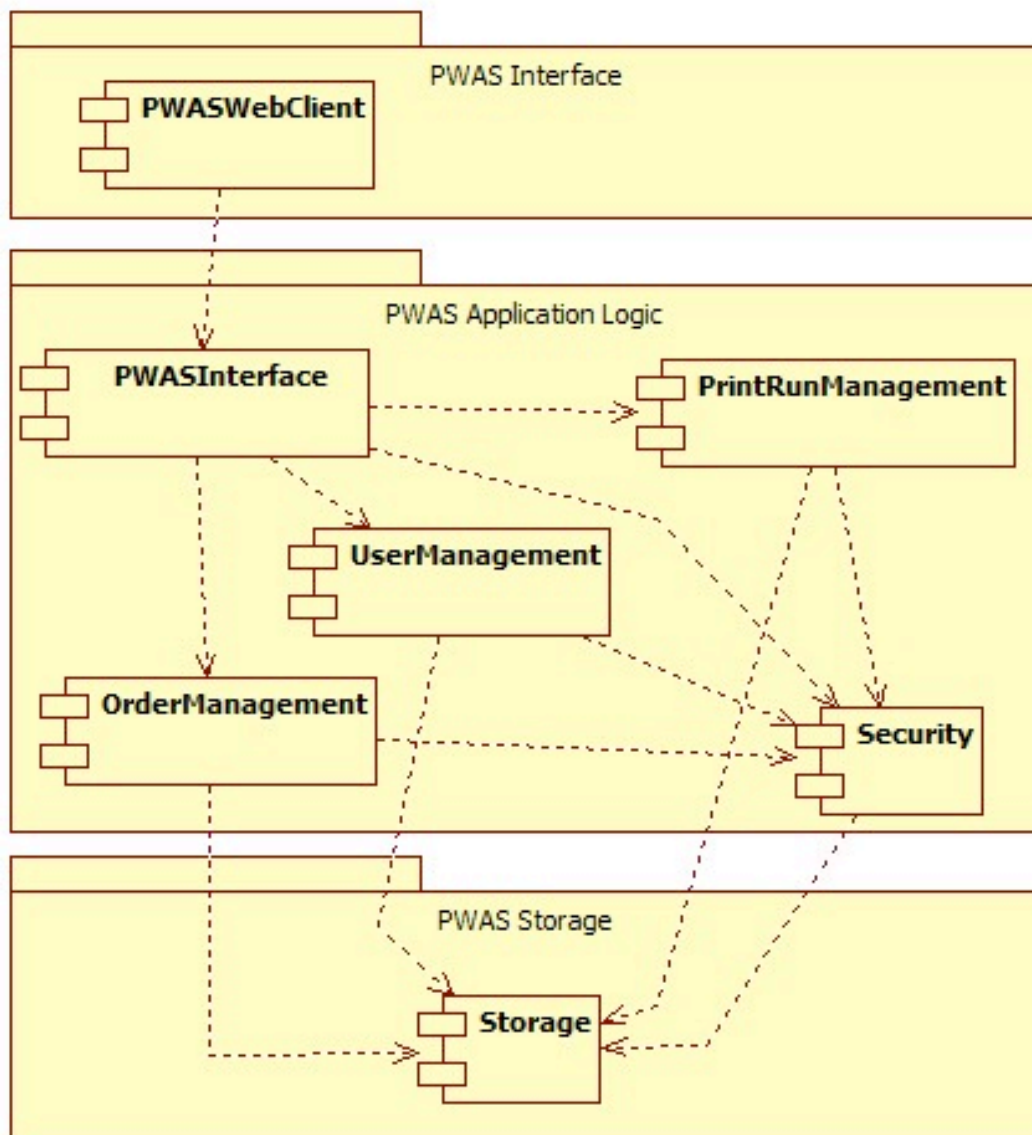 PWAS Interface
PWASWebClient
PWAS Application Logic
PWASInterface
PrintRunManagement
UserManagement
OrderManagement
Security
PWAS Storage
Storage